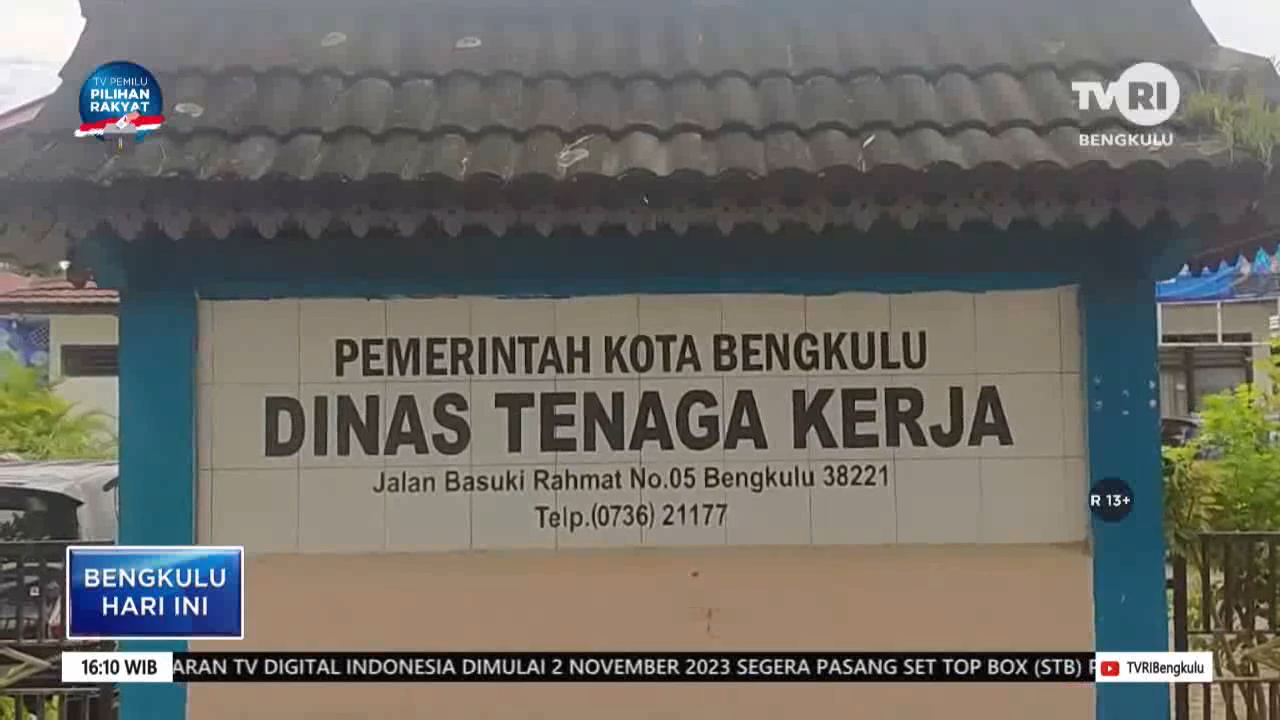 TV PEMILU
PILIHAN
RAKYAT
TVRI
BENGKULU
PEMERINTAH KOTA BENGKULU
DINAS TENAGA KERJA
Jalan Basuki Rahmat No.05 Bengkulu 38221
Telp.(0736) 21177
R 13+
BENGKULU
HARI INI
16:10 WIB
ARAN TV DIGITAL INDONESIA DIMULAI 2 NOVEMBER 2023 SEGERA PASANG SET TOP BOX (STB)
TVRIBengkulu